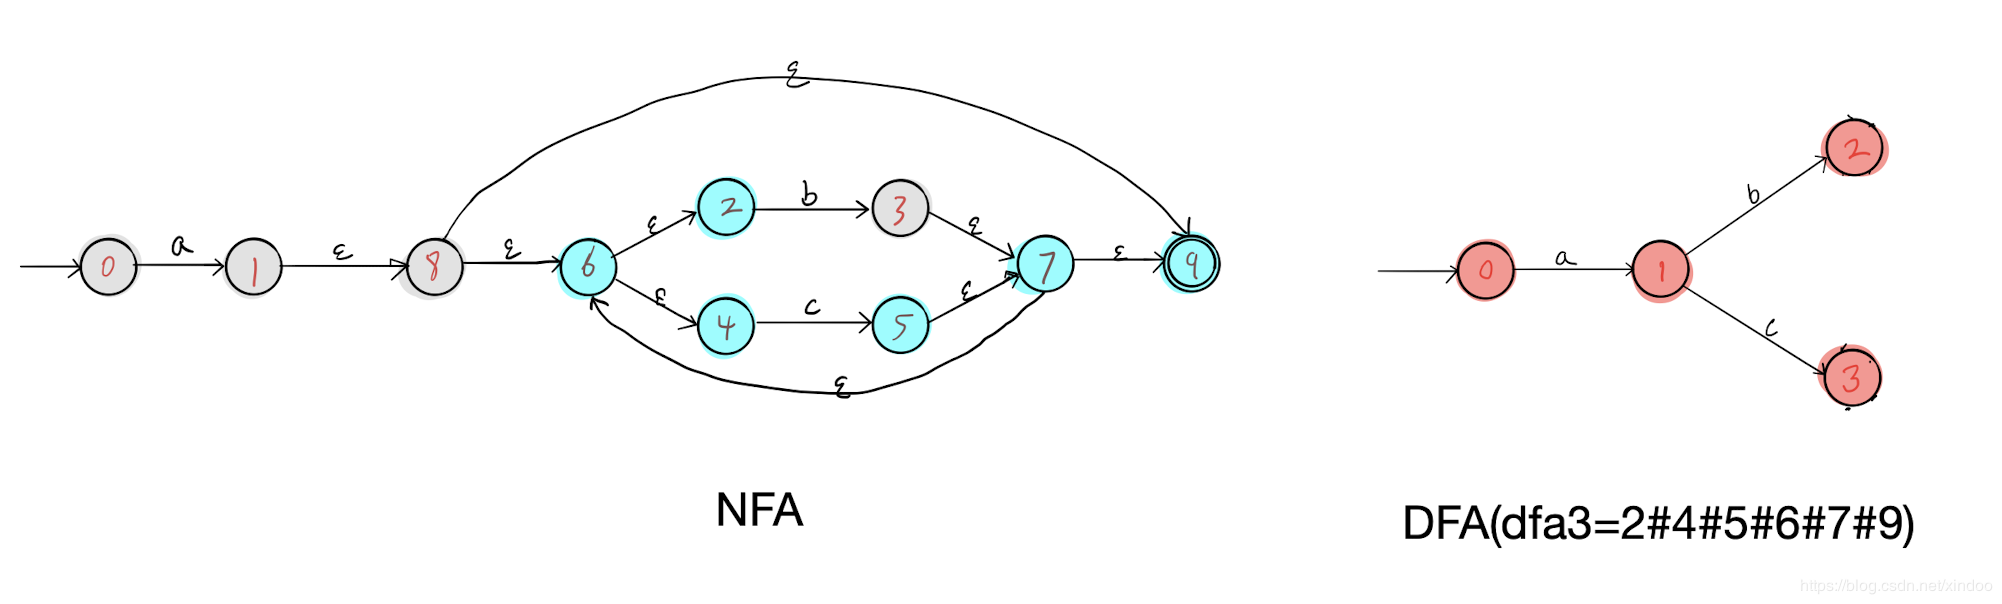 ε
2
b
3
2
ε
ε
b
0
a
1
ε
8
ε
6
7
ε
9
0
a
1
ε
ε
4
c
5
c
ε
3
NFA
DFA(dfa3=2#4#5#6#7#9)
https://blog.csdn.net/xindoo